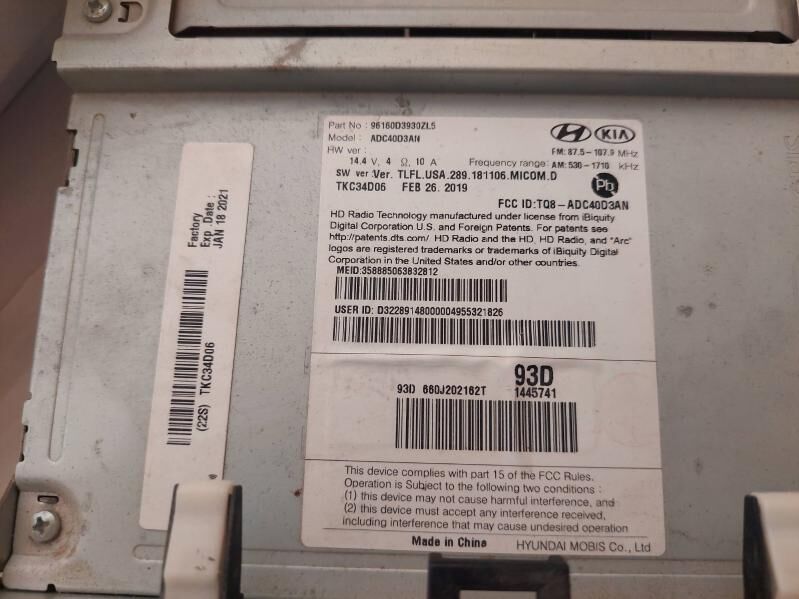 Part No : 96160D3930ZL5
Model : ADC40D3AN
HW ver :
KIA
FM: 87.5 - 107.9 MHz
14.4 V, 4 Ω, 10 A Frequency range: AM: 530-1710 kHz
SW ver :Ver. TLFL.USA.289.181106.MICOM.D
TKC34D06 FEB 26. 2019
Pb
FCC ID:TQ8-ADC40D3AN
HD Radio Technology manufactured under license from iBiquity
Digital Corporation U.S. and Foreign Patents. For patents see
http://patents.dts.com/ HD Radio and the HD, HD Radio, and "Arc"
logos are registered trademarks or trademarks of iBiquity Digital
Corporation in the United States and/or other countries.
MEID:358885063832812
USER ID: D32289148000004955321826
93D
93D 660J202162T 1445741
This device complies with part 15 of the FCC Rules.
Operation is Subject to the following two conditions :
(1) this device may not cause harmful interference, and
(2) this device must accept any interference received,
including interference that may cause undesired operation
Made in China HYUNDAI MOBIS Co., Ltd
Factory
Exp .Date :
JAN 18 2021
(22S) TKC34D06